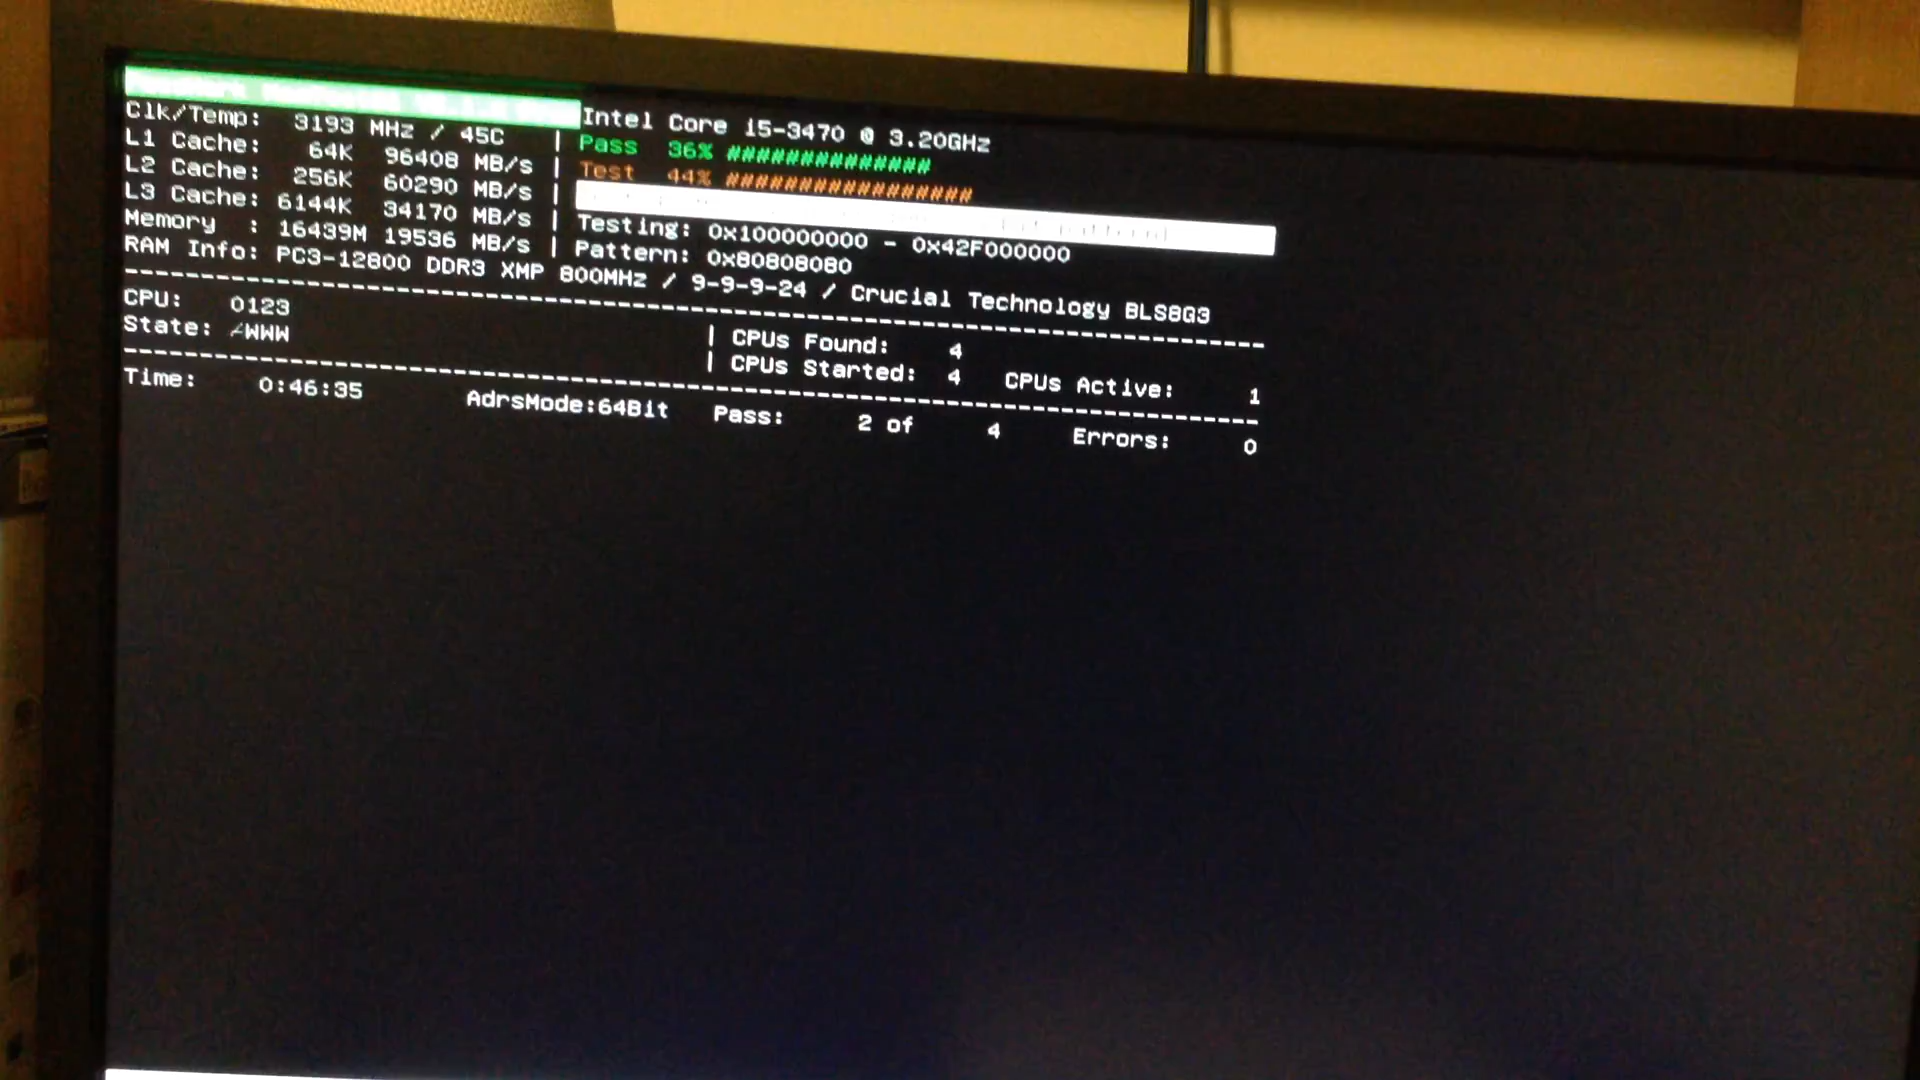 Clk/Temp: 3193 MHz / 45C | Intel Core i5-3470 @ 3.20GHz
L1 Cache: 64K 96408 MB/s | Pass 36% ##############
L2 Cache: 256K 60290 MB/s | Test 44% #################
L3 Cache: 6144K 34170 MB/s |
Memory : 16439M 19536 MB/s | Testing: 0x100000000 - 0x42F000000
Pattern: 0x80808080
RAM Info: PC3-12800 DDR3 XMP 800MHz / 9-9-9-24 / Crucial Technology BLS8G3
CPU: 0123 | CPUs Found: 4
State: /WWW | CPUs Started: 4 CPUs Active: 1
Time: 0:46:35 AdrsMode:64Bit Pass: 2 of 4 Errors: 0